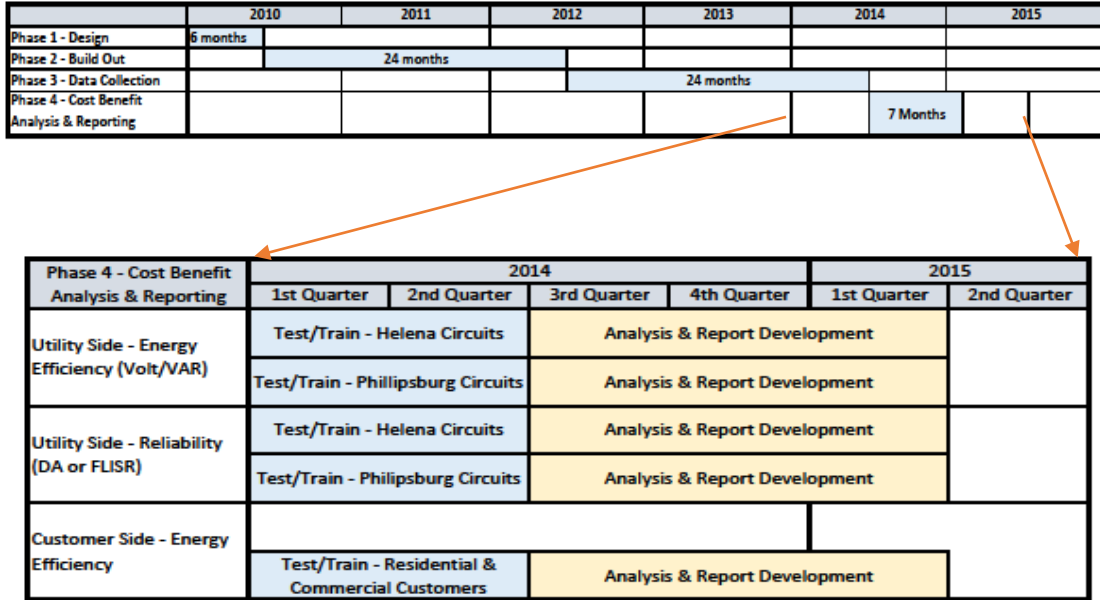 2010 2011 2012 2013 2014 2015
Phase 1 - Design 6 months
Phase 2 - Build Out 24 months
Phase 3 - Data Collection 24 months
Phase 4 - Cost Benefit
Analysis & Reporting
7 Months
Phase 4 - Cost Benefit
Analysis & Reporting
2014 2015
1st Quarter 2nd Quarter 3rd Quarter 4th Quarter 1st Quarter 2nd Quarter
Utility Side - Energy
Efficiency (Volt/VAR)
Test/Train - Helena Circuits Analysis & Report Development
Test/Train - Phillipsburg Circuits Analysis & Report Development
Utility Side - Reliability
(DA or FLISR)
Test/Train - Helena Circuits Analysis & Report Development
Test/Train - Philipsburg Circuits Analysis & Report Development
Customer Side - Energy
Efficiency
Test/Train - Residential &
Commercial Customers
Analysis & Report Development